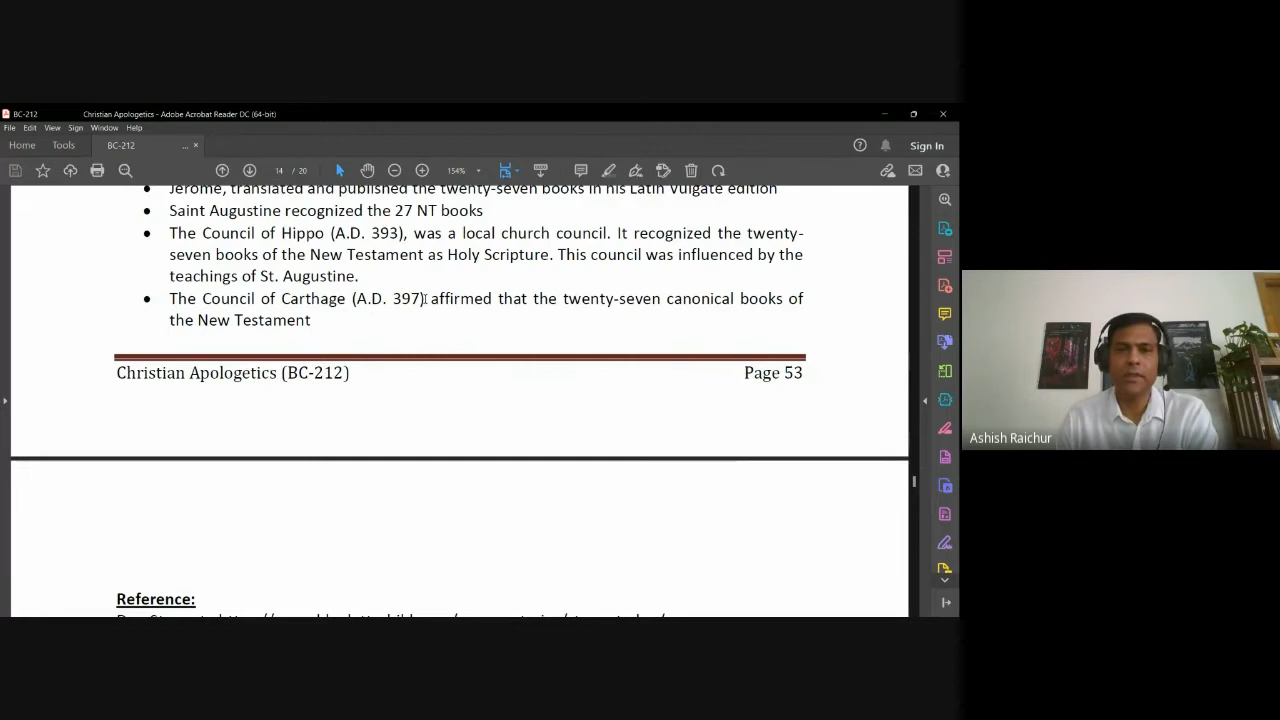 BC-212
Christian Apologetics - Adobe Acrobat Reader DC (64-bit)
File Edit View Sign Window Help
Home Tools BC-212 ... × Sign In
14 / 20 154%
Jerome, translated and published the twenty-seven books in his Latin Vulgate edition
• Saint Augustine recognized the 27 NT books
• The Council of Hippo (A.D. 393), was a local church council. It recognized the twenty-
seven books of the New Testament as Holy Scripture. This council was influenced by the
teachings of St. Augustine.
• The Council of Carthage (A.D. 397) affirmed that the twenty-seven canonical books of
the New Testament
Christian Apologetics (BC-212) Page 53
Reference:
Ashish Raichur